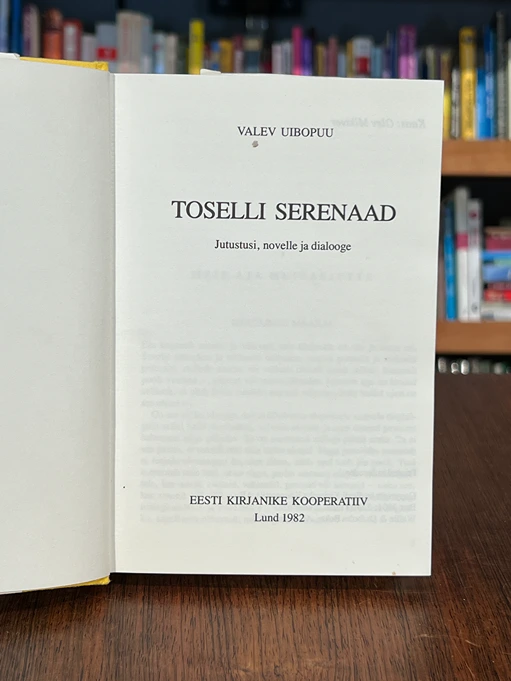 VALEV UIBOPUU
TOSELLI SERENAAD
Jutustusi, novelle ja dialooge
EESTI KIRJANIKE KOOPERATIIV
Lund 1982